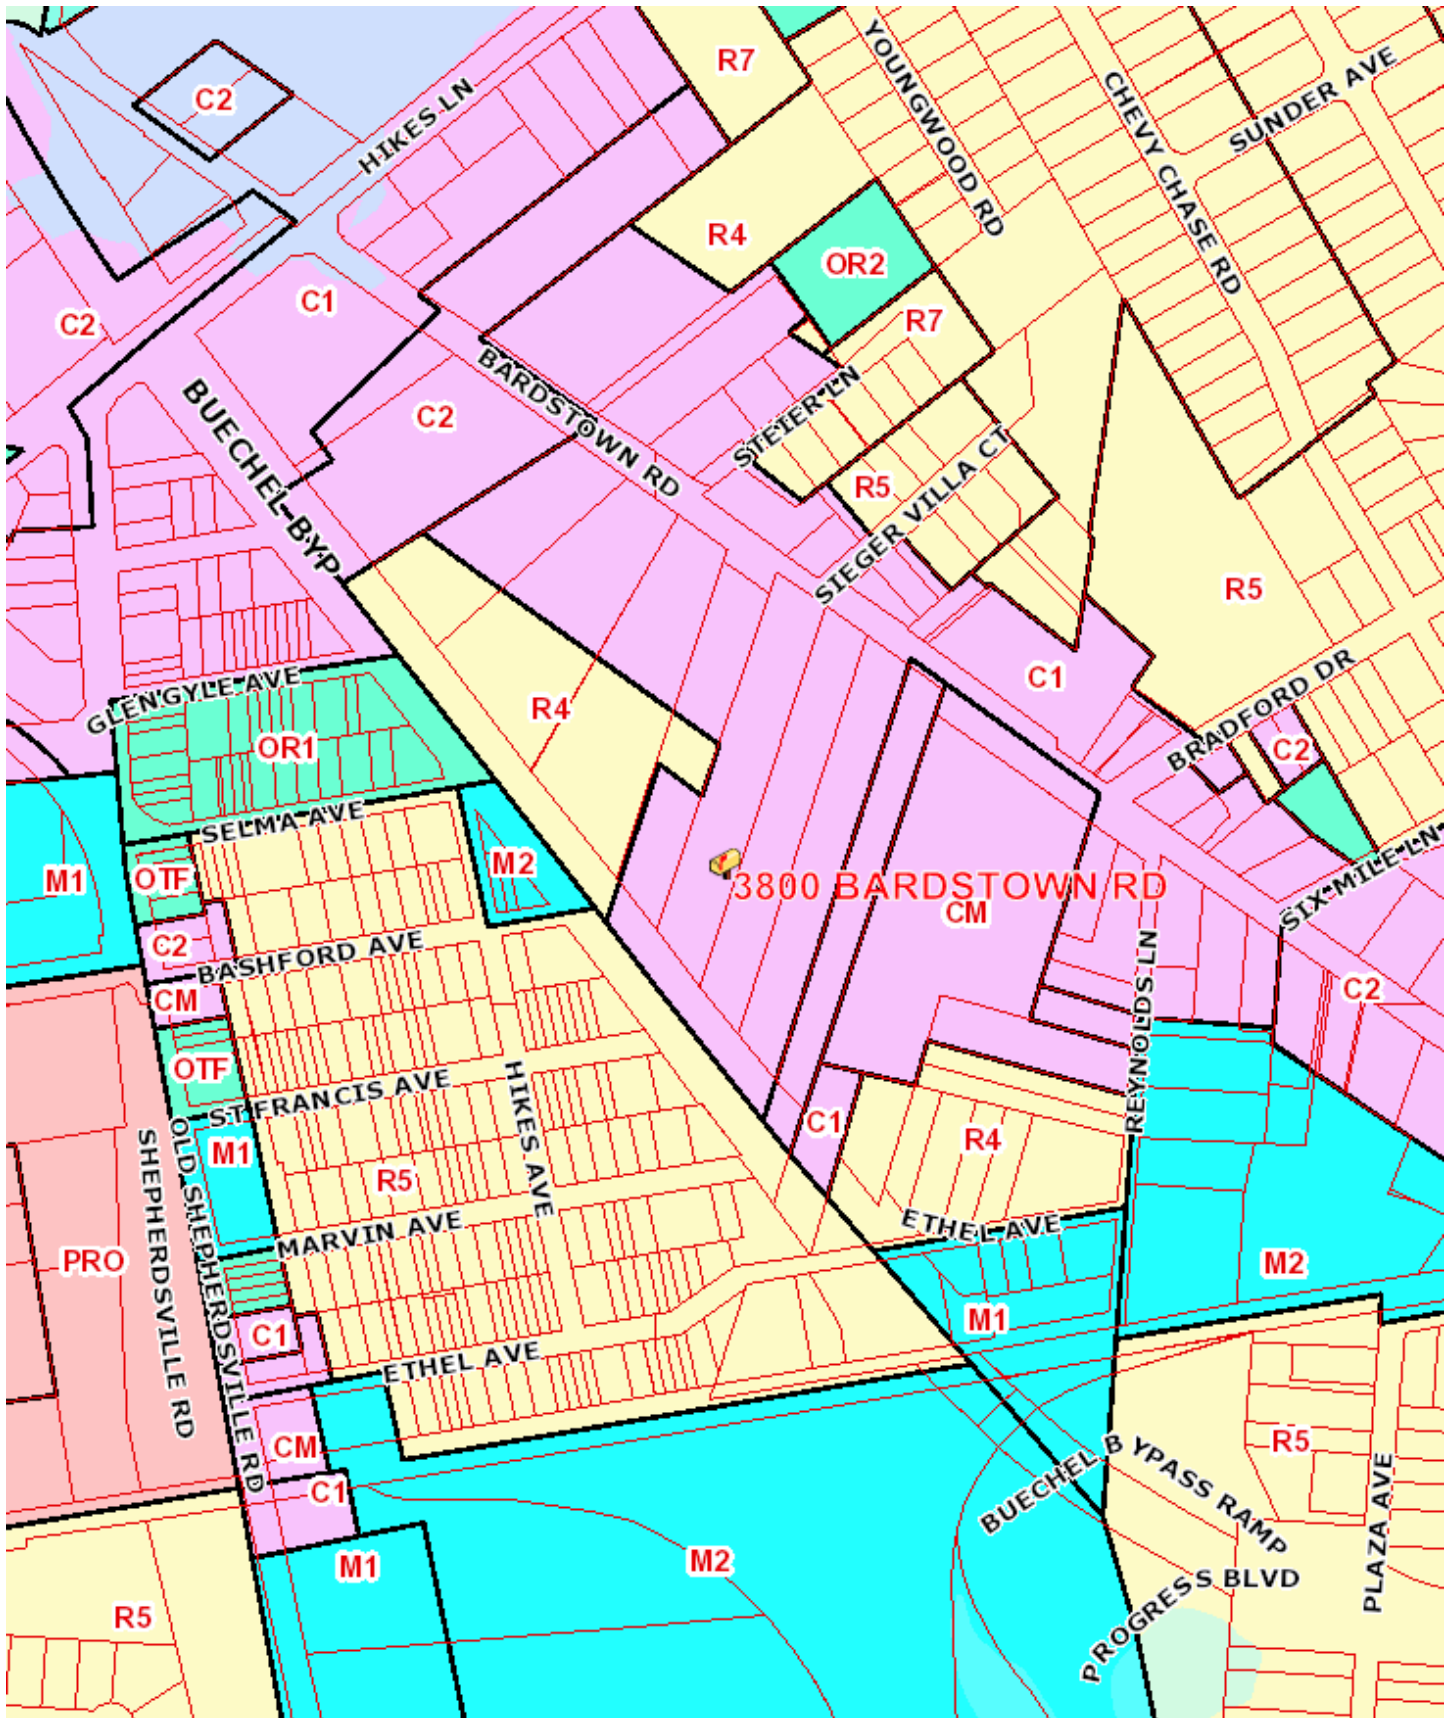 R7
C2
HIKES LN
YOUNGWOOD RD
CHEVY CHASE RD
SUNDER AVE
R4
OR2
C1
C2
R7
BUECHEL BYP
C2
BARDSTOWN RD
STEIER LN
R5
SIEGER VILLA CT
R5
GLENGYLE AVE
R4
C1
BRADFORD DR
OR1
C2
SELMA AVE
M2
M1
OTF
3800 BARDSTOWN RD
CM
SIX MILE LN
C2
BASHFORD AVE
CM
REYNOLDS LN
C2
OTF
ST FRANCIS AVE
HIKES AVE
C1
R4
M1
OLD SHEPHERDSVILLE RD
SHEPHERDSVILLE RD
R5
MARVIN AVE
ETHEL AVE
PRO
M2
C1
M1
ETHEL AVE
CM
R5
C1
BUECHEL BYPASS RAMP
PLAZA AVE
M1
M2
PROGRESS BLVD
R5